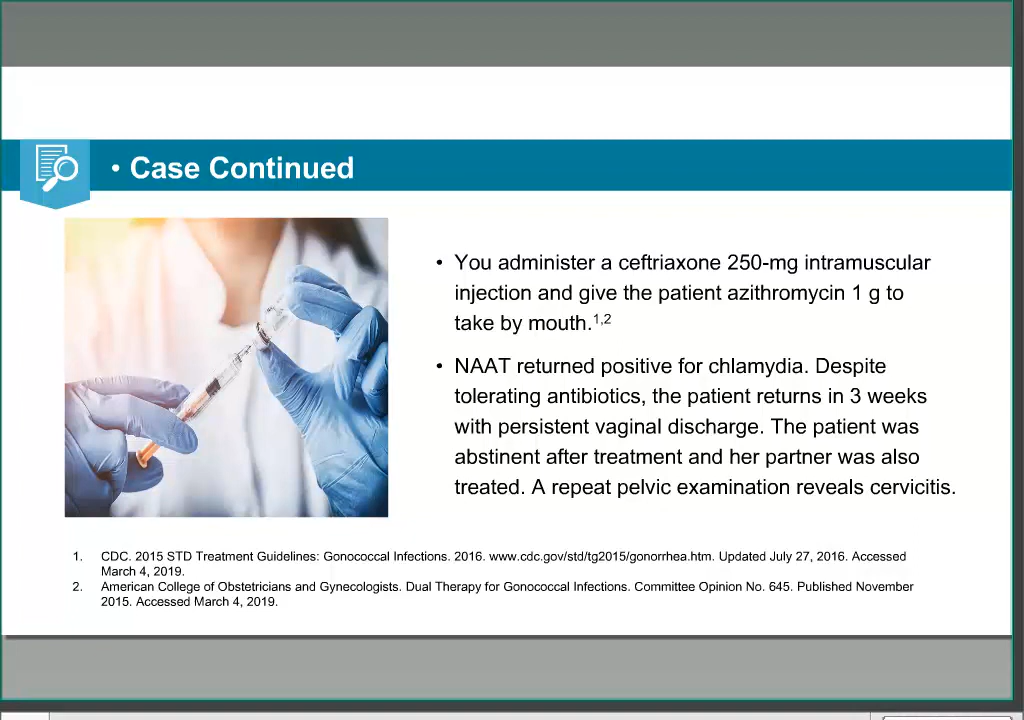 • Case Continued
• You administer a ceftriaxone 250-mg intramuscular
injection and give the patient azithromycin 1 g to
take by mouth.1,2
• NAAT returned positive for chlamydia. Despite
tolerating antibiotics, the patient returns in 3 weeks
with persistent vaginal discharge. The patient was
abstinent after treatment and her partner was also
treated. A repeat pelvic examination reveals cervicitis.
1. CDC. 2015 STD Treatment Guidelines: Gonococcal Infections. 2016. www.cdc.gov/std/tg2015/gonorrhea.htm. Updated July 27, 2016. Accessed
March 4, 2019.
2. American College of Obstetricians and Gynecologists. Dual Therapy for Gonococcal Infections. Committee Opinion No. 645. Published November
2015. Accessed March 4, 2019.